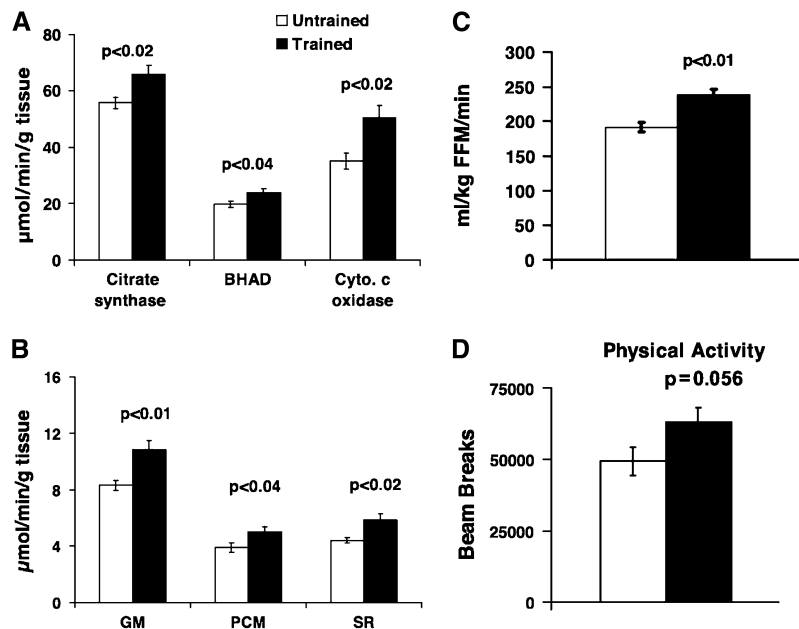 A
Untrained
Trained
µmol/min/g tissue
80
60
40
20
0
p<0.02
p<0.04
p<0.02
Citrate
synthase
BHAD
Cyto. c
oxidase
B
µmol/min/g tissue
16
12
8
4
0
p<0.01
p<0.04
p<0.02
GM
PCM
SR
C
ml/kg FFM/min
300
250
200
150
100
50
0
p<0.01
D
Physical Activity
p=0.056
Beam Breaks
75000
50000
25000
0